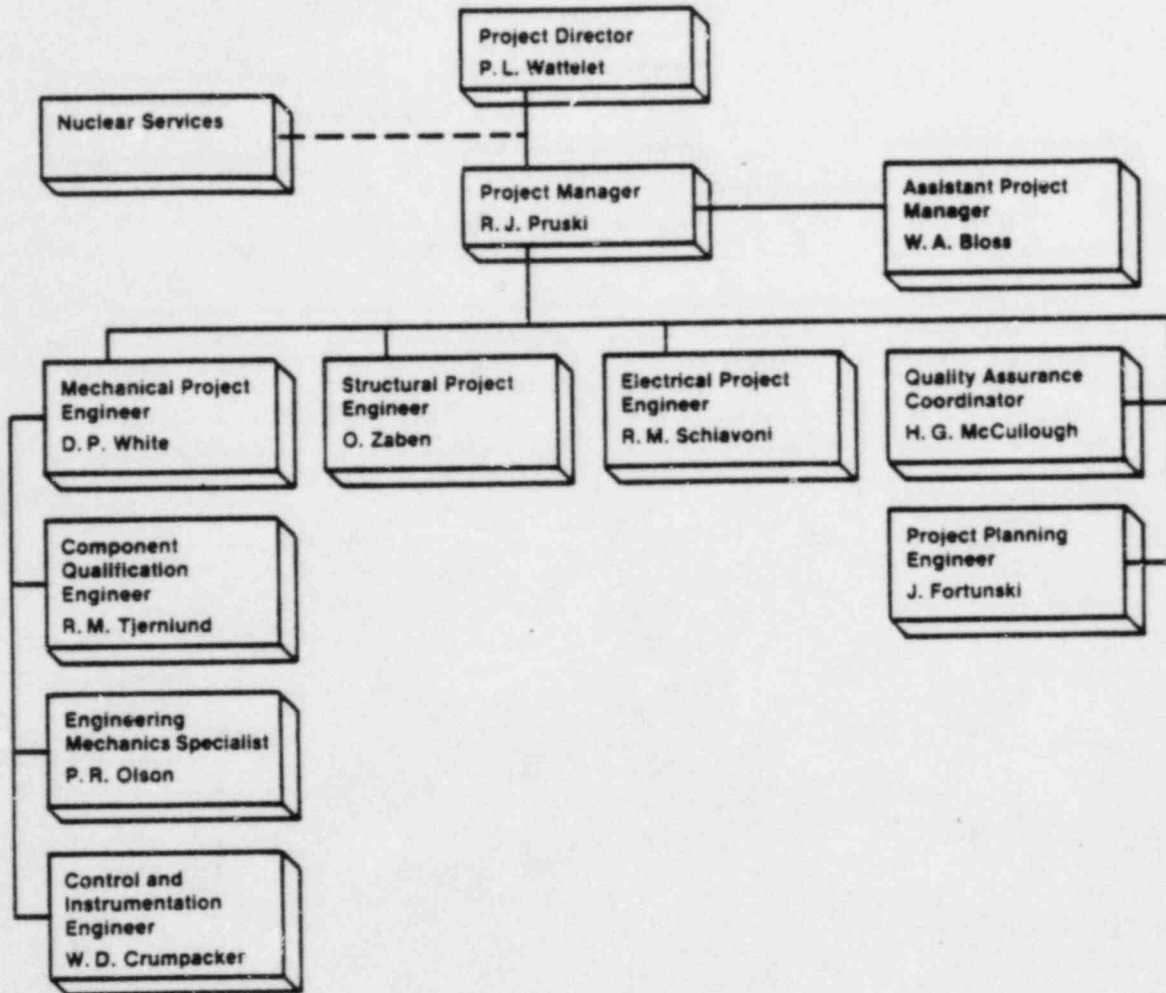 Project Director
P. L. Wattelet
Nuclear Services
Project Manager
R. J. Pruski
Assistant Project
Manager
W. A. Bloss
Mechanical Project
Engineer
D. P. White
Structural Project
Engineer
O. Zaben
Electrical Project
Engineer
R. M. Schiavoni
Quality Assurance
Coordinator
H. G. McCullough
Component
Qualification
Engineer
R. M. Tjernlund
Project Planning
Engineer
J. Fortunski
Engineering
Mechanics Specialist
P. R. Olson
Control and
Instrumentation
Engineer
W. D. Crumpacker